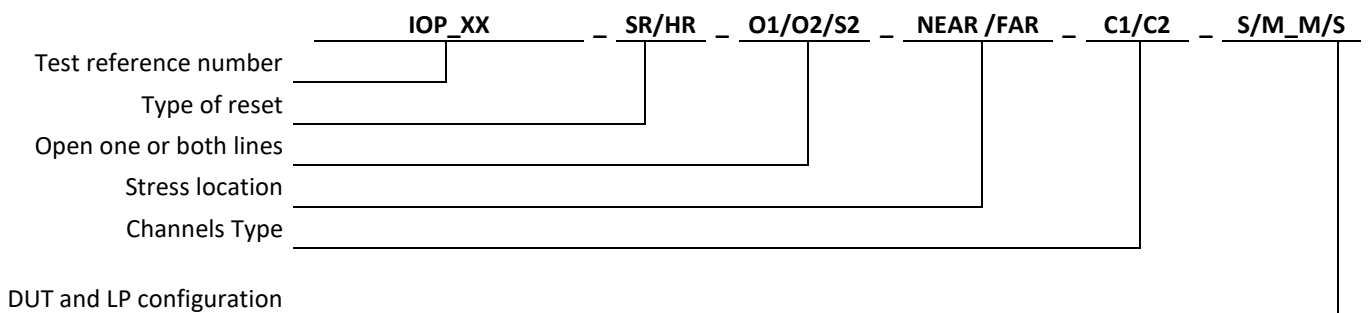 IOP_XX _ SR/HR _ O1/O2/S2 _ NEAR /FAR _ C1/C2 _ S/M_M/S
Test reference number
Type of reset
Open one or both lines
Stress location
Channels Type
DUT and LP configuration